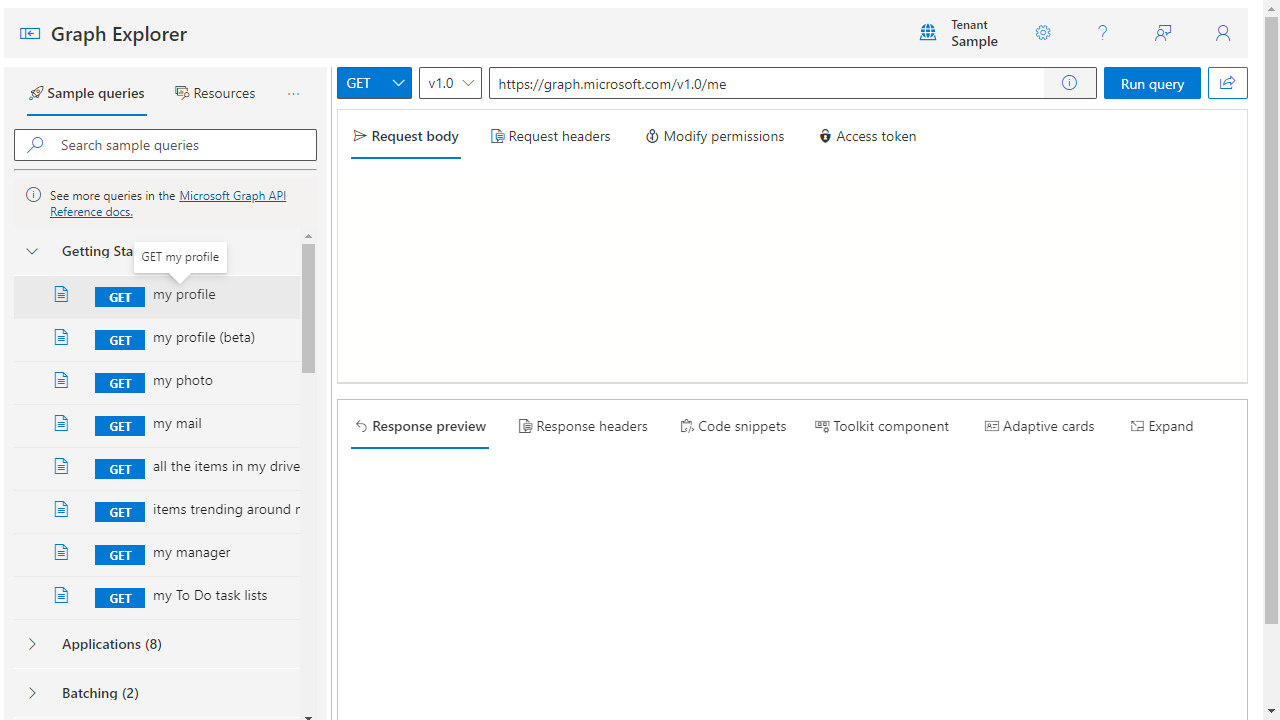 Graph Explorer
Tenant
Sample
Sample queries
Resources
Search sample queries
See more queries in the Microsoft Graph API
Reference docs.
Getting Sta
GET my profile
GET my profile
GET my profile (beta)
GET my photo
GET my mail
GET all the items in my drive
GET items trending around
GET my manager
GET my To Do task lists
Applications (8)
Batching (2)
GET
v1.0
https://graph.microsoft.com/v1.0/me
Run query
Request body
Request headers
Modify permissions
Access token
Response preview
Response headers
Code snippets
Toolkit component
Adaptive cards
Expand